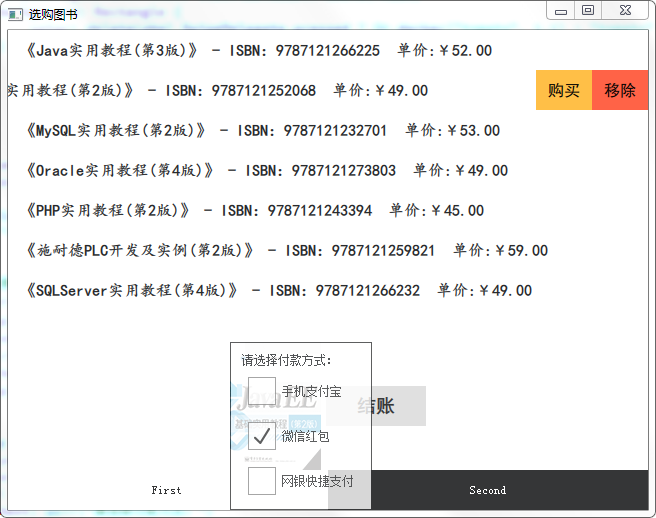 选购图书
《Java实用教程(第3版)》 - ISBN: 9787121266225 单价:￥52.00
实用教程(第2版)》 - ISBN: 9787121252068 单价:￥49.00
购买 移除
《MySQL实用教程(第2版)》 - ISBN: 9787121232701 单价:￥53.00
《Oracle实用教程(第4版)》 - ISBN: 9787121273803 单价:￥49.00
《PHP实用教程(第2版)》 - ISBN: 9787121243394 单价:￥45.00
《施耐德PLC开发及实例(第2版)》 - ISBN: 9787121259821 单价:￥59.00
《SQLServer实用教程(第4版)》 - ISBN: 9787121266232 单价:￥49.00
请选择付款方式:
手机支付宝
JavaEE
结账
微信红包
网银快捷支付
First
Second